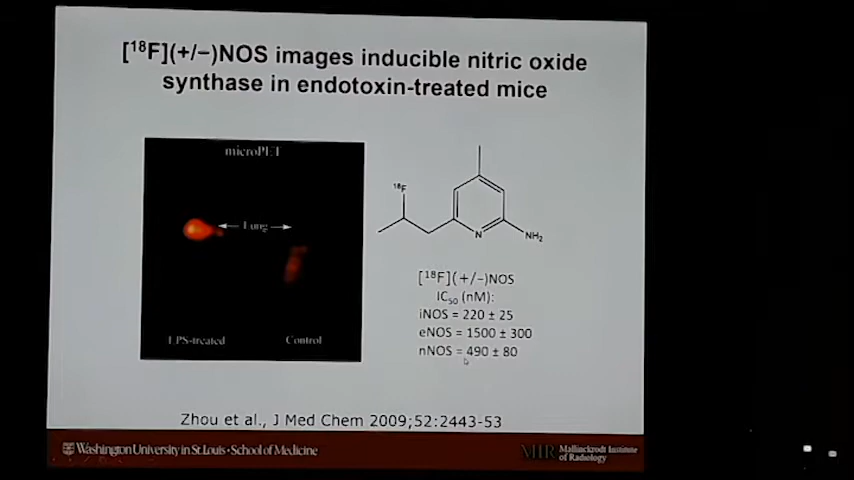 [¹⁸F](+/−)NOS images inducible nitric oxide
synthase in endotoxin-treated mice
microPET
Lung
LPS-treated
Control
¹⁸F
N
NH₂
[¹⁸F](+/-)NOS
IC₅₀ (nM):
iNOS = 220 ± 25
eNOS = 1500 ± 300
nNOS = 490 ± 80
Zhou et al., J Med Chem 2009;52:2443-53
Washington University in St. Louis • School of Medicine
MIR Mallinckrodt Institute
of Radiology